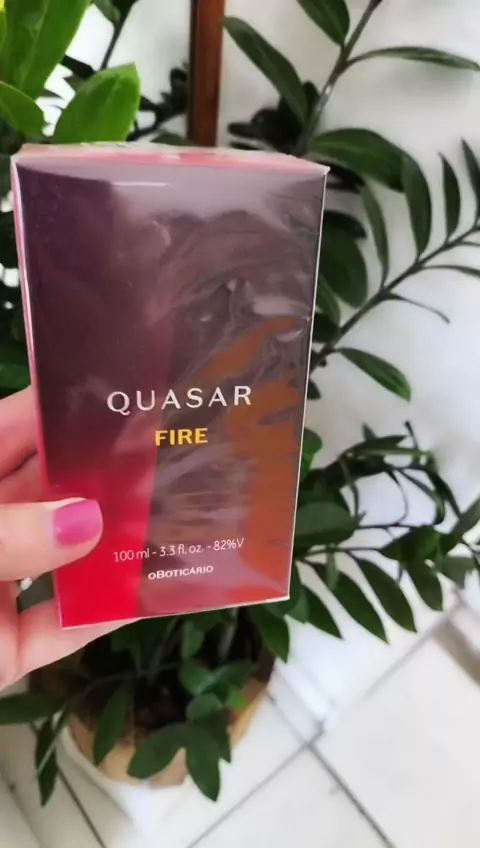 QUASAR
FIRE
100 ml - 3.3 fl. oz. - 82%V
oBOTICARIO